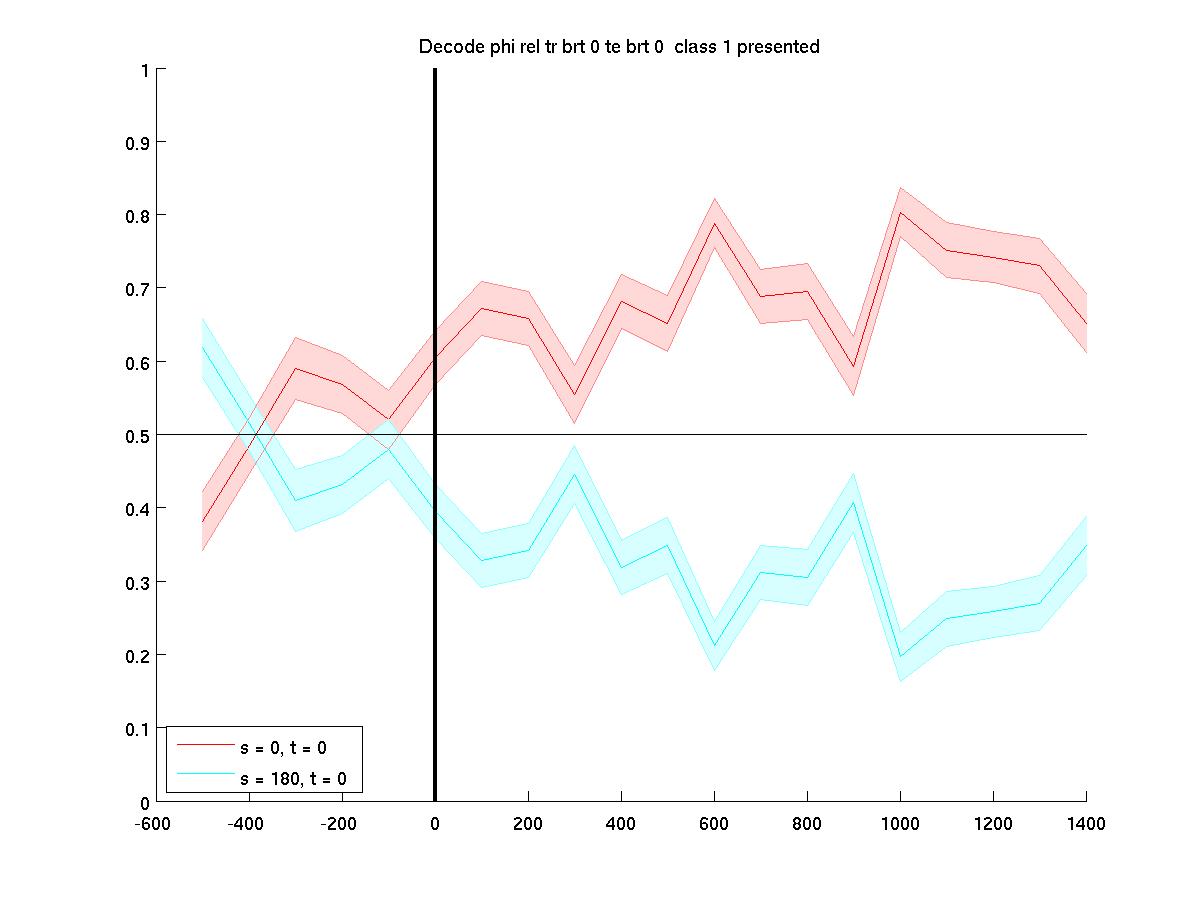 Decode phi rel tr brt 0 te brt 0  class 1 presented
1
0.9
0.8
0.7
0.6
0.5
0.4
0.3
0.2
0.1
0
s = 0, t = 0
s = 180, t = 0
-600 -400 -200 0 200 400 600 800 1000 1200 1400